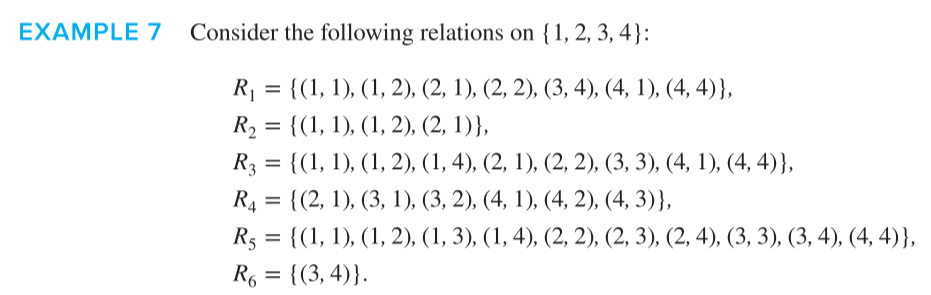 EXAMPLE 7 Consider the following relations on {1, 2, 3, 4}:
R₁ = {(1, 1), (1, 2), (2, 1), (2, 2), (3, 4), (4, 1), (4, 4)},
R₂ = {(1, 1), (1, 2), (2, 1)},
R₃ = {(1, 1), (1, 2), (1, 4), (2, 1), (2, 2), (3, 3), (4, 1), (4, 4)},
R₄ = {(2, 1), (3, 1), (3, 2), (4, 1), (4, 2), (4, 3)},
R₅ = {(1, 1), (1, 2), (1, 3), (1, 4), (2, 2), (2, 3), (2, 4), (3, 3), (3, 4), (4, 4)},
R₆ = {(3, 4)}.